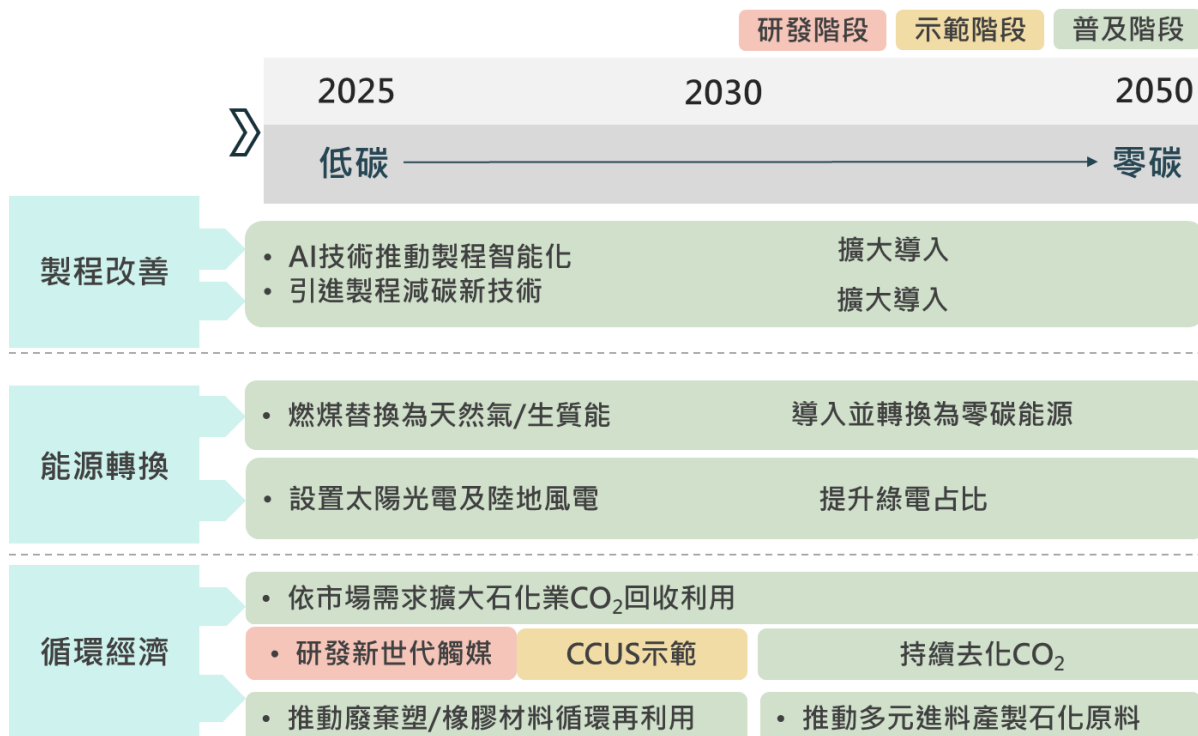 研發階段 示範階段 普及階段
2025 2030 2050
低碳 零碳
製程改善
• AI技術推動製程智能化 擴大導入
• 引進製程減碳新技術 擴大導入
能源轉換
• 燃煤替換為天然氣/生質能 導入並轉換為零碳能源
• 設置太陽光電及陸地風電 提升綠電占比
循環經濟
• 依市場需求擴大石化業CO₂回收利用
• 研發新世代觸媒 CCUS示範 持續去化CO₂
• 推動廢棄塑/橡膠材料循環再利用 • 推動多元進料產製石化原料